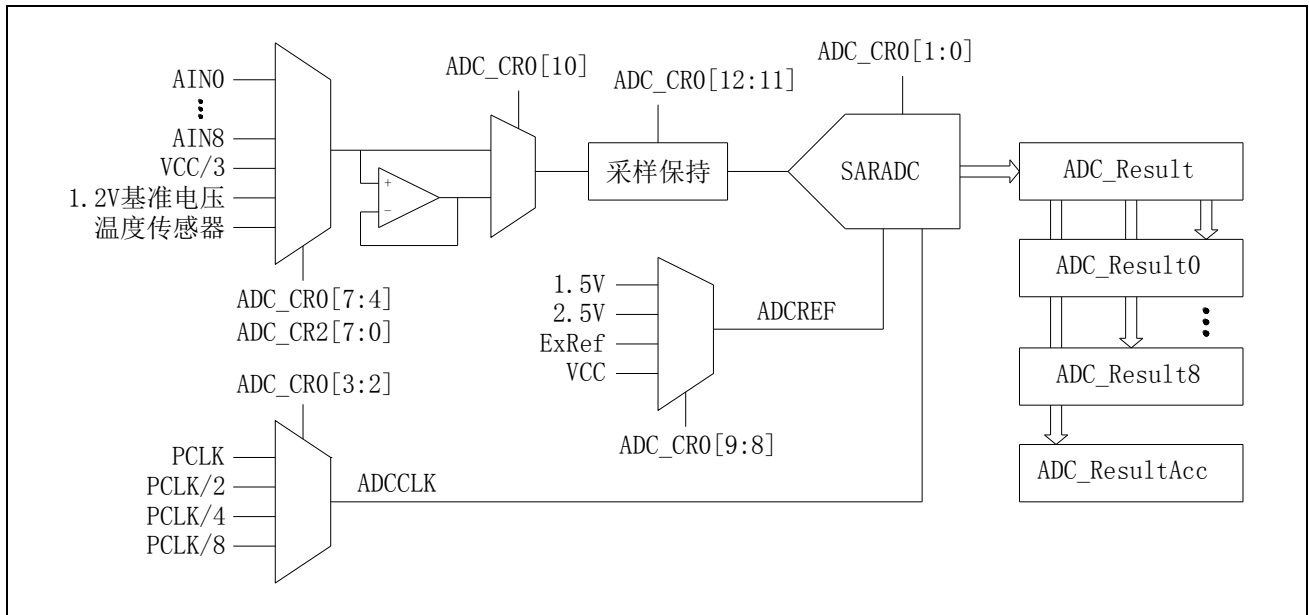 AIN0
AIN8
VCC/3
1.2V基准电压
温度传感器
ADC_CR0[7:4]
ADC_CR2[7:0]
ADC_CR0[10]
ADC_CR0[12:11]
采样保持
ADC_CR0[1:0]
SARADC
ADC_Result
ADC_Result0
ADC_Result8
ADC_ResultAcc
1.5V
2.5V
ExRef
VCC
ADCREF
ADC_CR0[9:8]
ADC_CR0[3:2]
PCLK
PCLK/2
PCLK/4
PCLK/8
ADCCLK
+
−